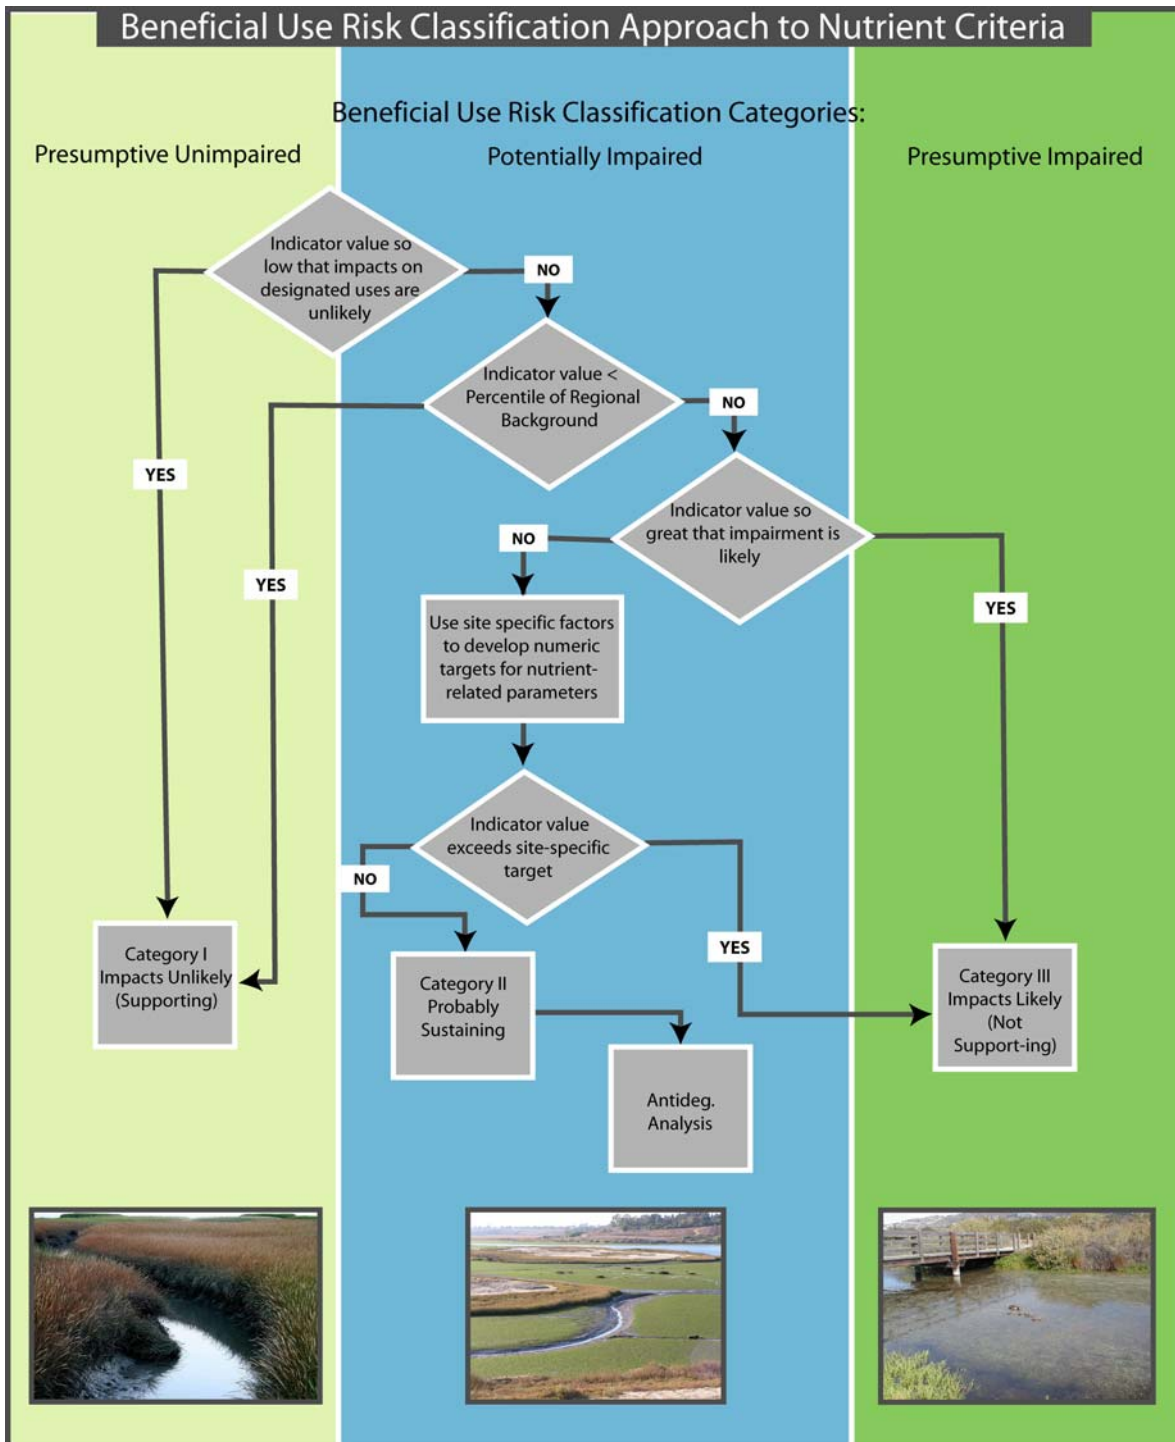 Beneficial Use Risk Classification Approach to Nutrient Criteria
Beneficial Use Risk Classification Categories:
Presumptive Unimpaired
Potentially Impaired
Presumptive Impaired
Indicator value so
low that impacts on
designated uses are
unlikely
NO
Indicator value <
Percentile of Regional
Background
NO
YES
Indicator value so
great that impairment is
likely
NO
YES
YES
Use site specific factors
to develop numeric
targets for nutrient-
related parameters
Indicator value
exceeds site-specific
target
NO
YES
Category I
Impacts Unlikely
(Supporting)
Category II
Probably
Sustaining
Category III
Impacts Likely
(Not
Support-ing)
Antideg.
Analysis